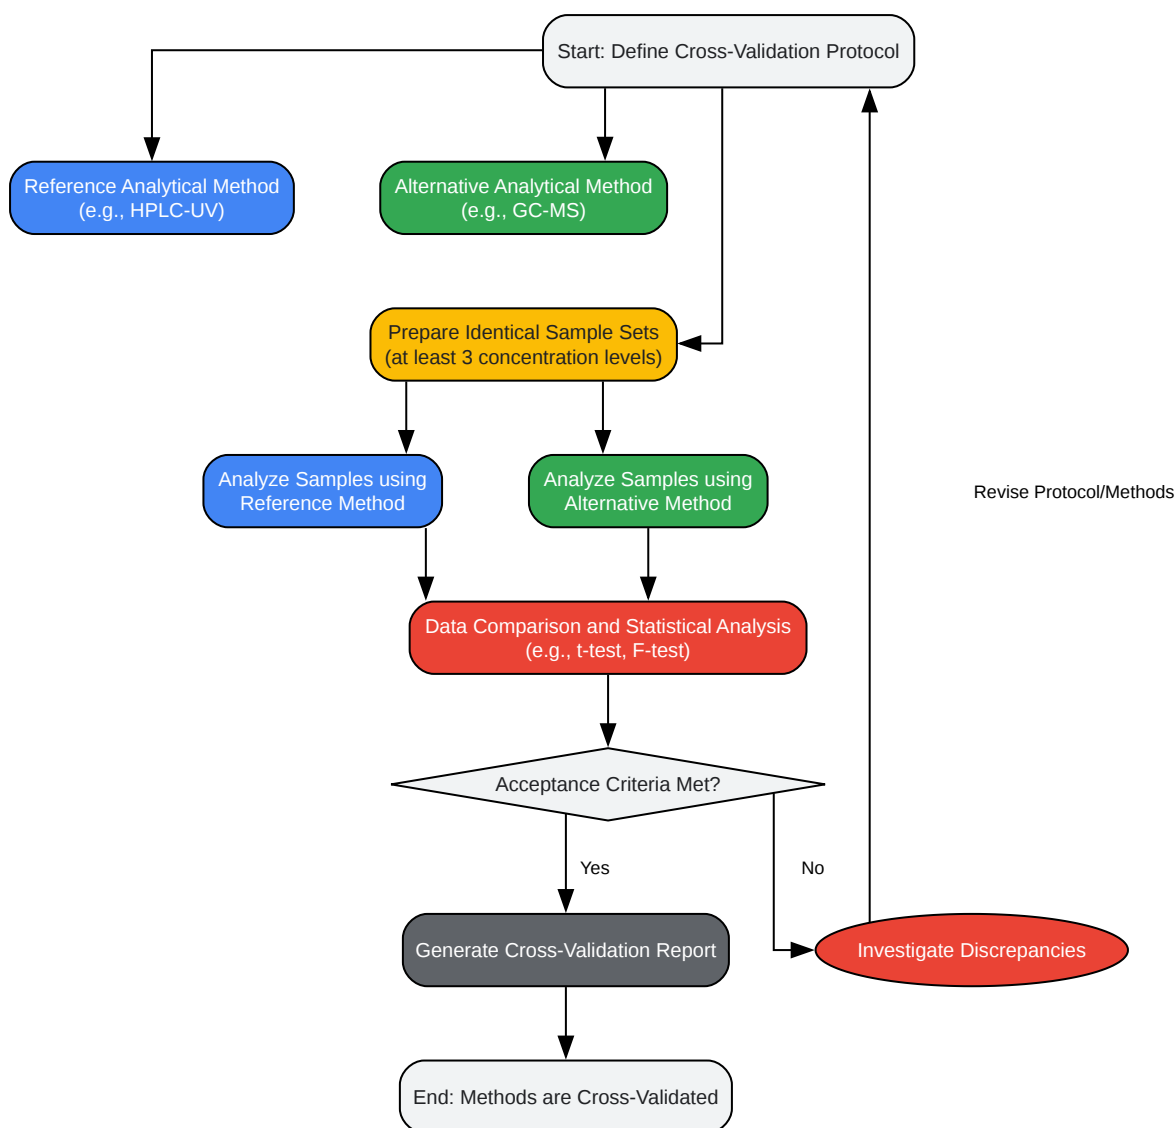 Start: Define Cross-Validation Protocol
Reference Analytical Method
(e.g., HPLC-UV)
Alternative Analytical Method
(e.g., GC-MS)
Prepare Identical Sample Sets
(at least 3 concentration levels)
Analyze Samples using
Reference Method
Analyze Samples using
Alternative Method
Revise Protocol/Methods
Data Comparison and Statistical Analysis
(e.g., t-test, F-test)
Acceptance Criteria Met?
Yes
No
Generate Cross-Validation Report
Investigate Discrepancies
End: Methods are Cross-Validated